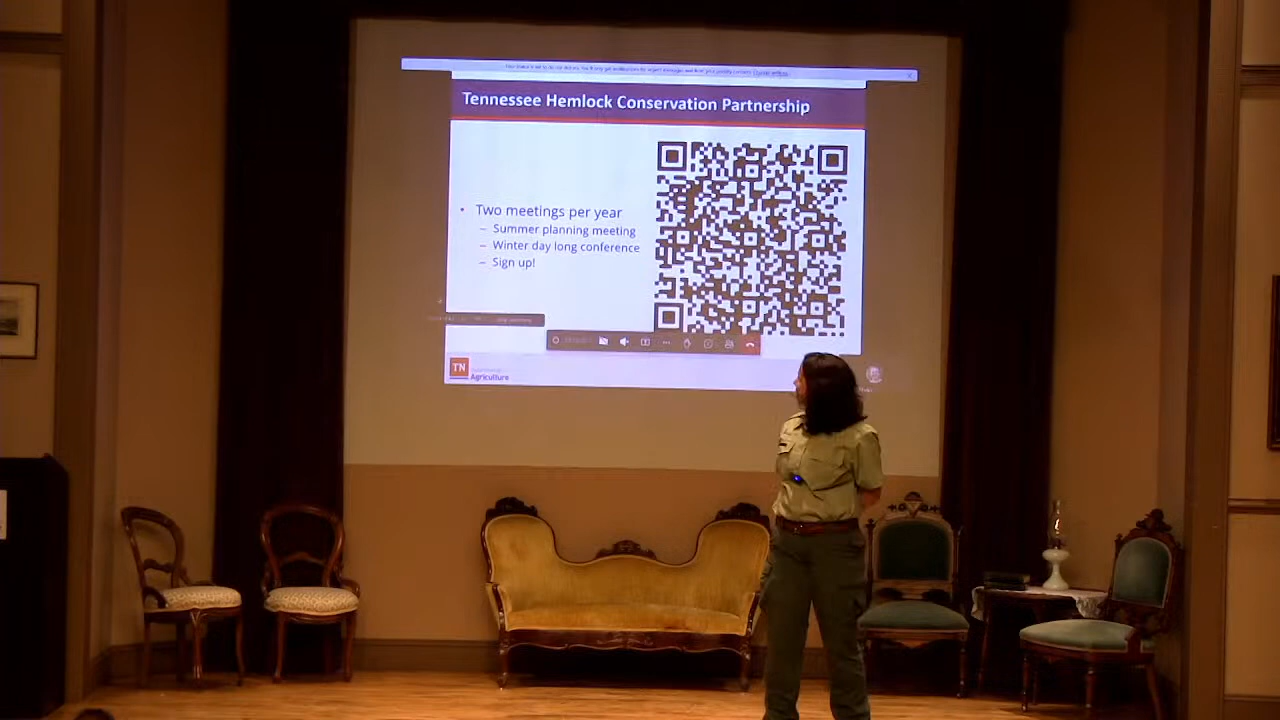 Tennessee Hemlock Conservation Partnership
• Two meetings per year
– Summer planning meeting
– Winter day long conference
– Sign up!
TN
Agriculture